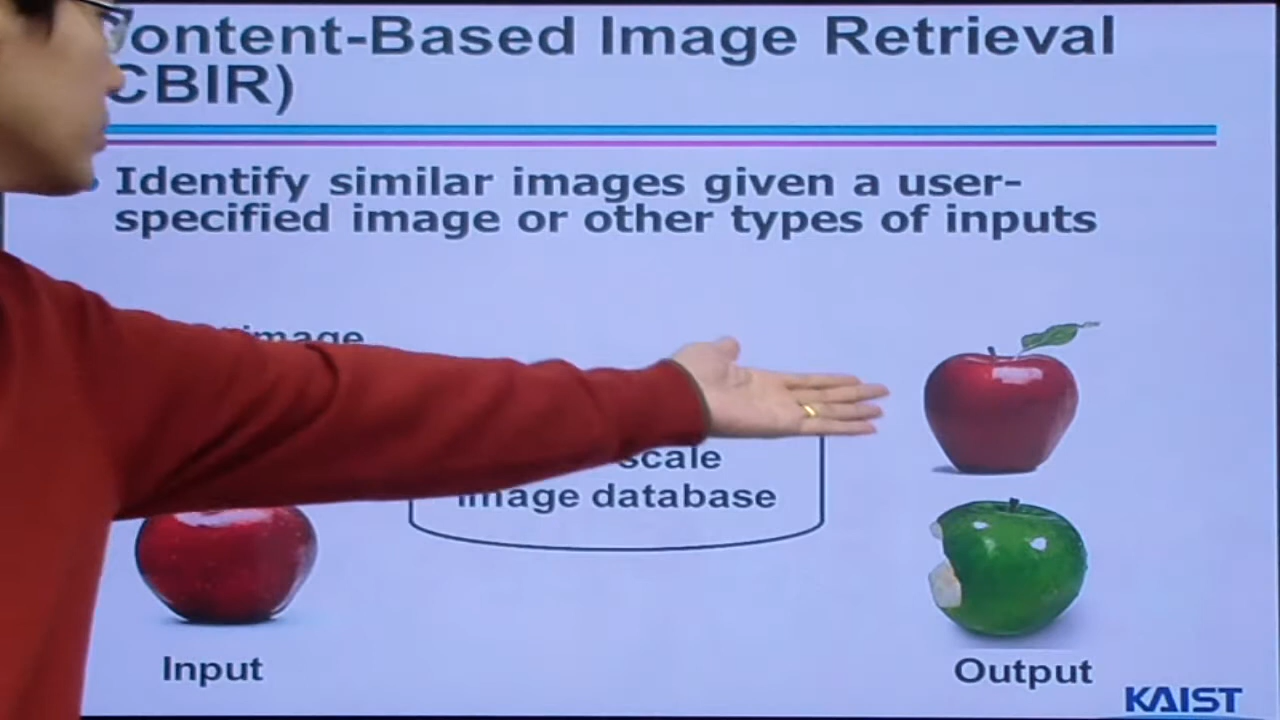 ontent-Based Image Retrieval
CBIR)
Identify similar images given a user-
specified image or other types of inputs
image
scale
image database
Input
Output
KAIST